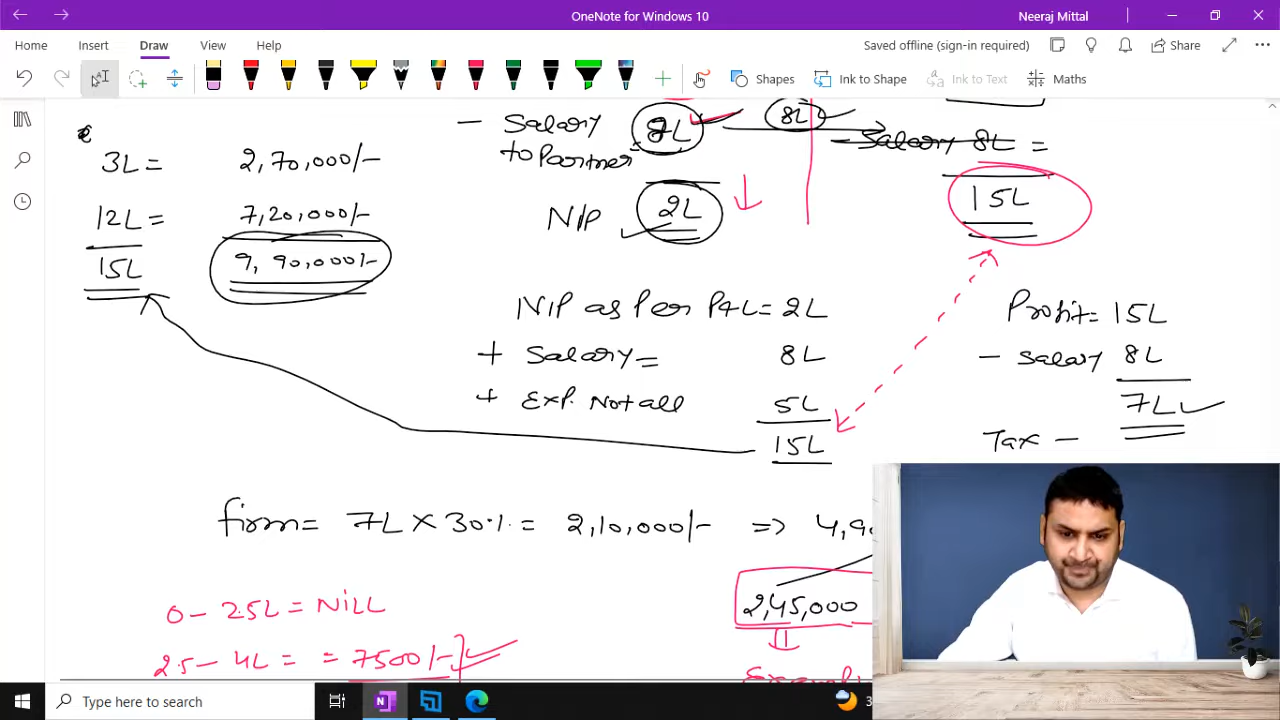 OneNote for Windows 10
Neeraj Mittal
Home Insert Draw View Help
Saved offline (sign-in required)
Share
Shapes
Ink to Shape
Ink to Text
Maths
3L = 2,70,000/-
12L = 7,20,000/-
15L 9,90,000/-
- Salary
to Partner
8L
- Salary 8L =
N/P 2L
15L
N/P as Per P+L = 2L
+ Salary = 8L
+ Exp. Not all 5L
15L
Profit = 15L
- Salary 8L
7L
Tax -
firm = 7L × 30% = 2,10,000/- => 4,90
2,45,000
0 - 2.5L = NiLL
2.5 - 4L = = 7500/-
Type here to search
3